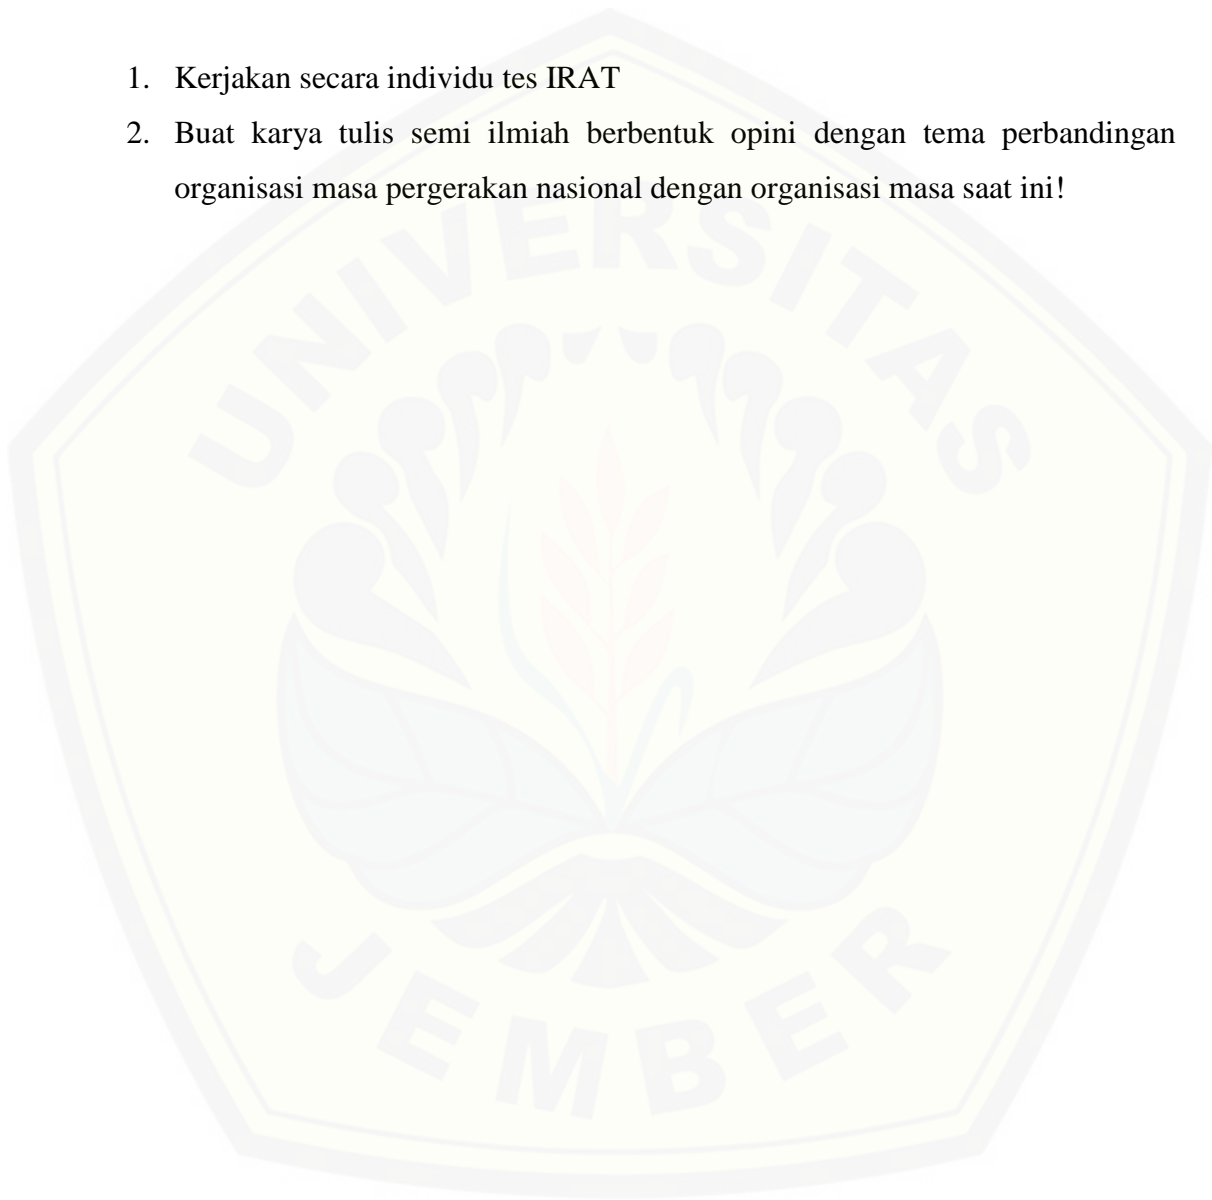 1. Kerjakan secara individu tes IRAT
2. Buat karya tulis semi ilmiah berbentuk opini dengan tema perbandingan
organisasi masa pergerakan nasional dengan organisasi masa saat ini!
UNIVERSITAS
JEMBER